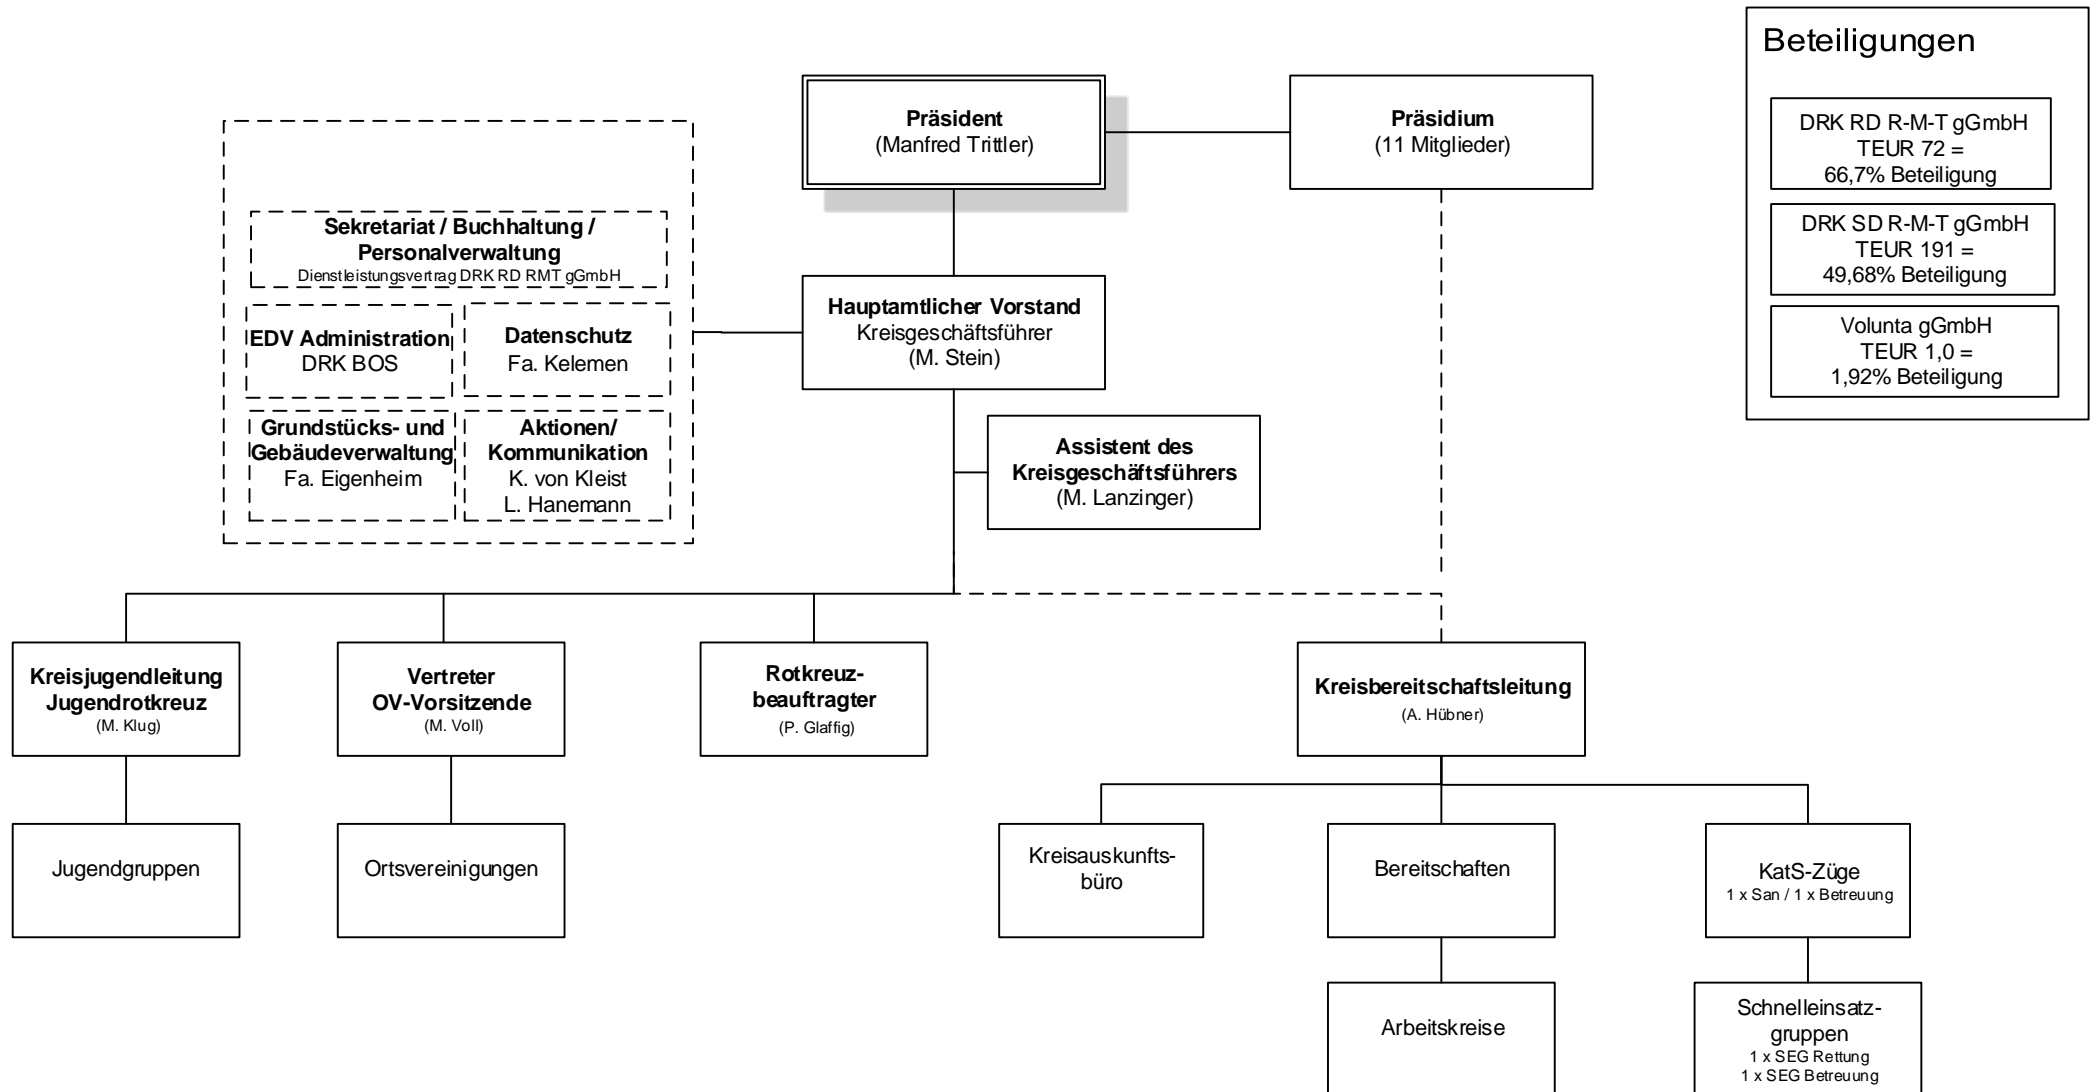 Beteiligungen
DRK RD R-M-T gGmbH
TEUR 72 =
66,7% Beteiligung
DRK SD R-M-T gGmbH
TEUR 191 =
49,68% Beteiligung
Volunta gGmbH
TEUR 1,0 =
1,92% Beteiligung
Präsident
(Manfred Trittler)
Präsidium
(11 Mitglieder)
Sekretariat / Buchhaltung /
Personalverwaltung
Dienstleistungsvertrag DRK RD RMT gGmbH
EDV Administration
DRK BOS
Datenschutz
Fa. Kelemen
Grundstücks- und
Gebäudeverwaltung
Fa. Eigenheim
Aktionen/
Kommunikation
K. von Kleist
L. Hanemann
Hauptamtlicher Vorstand
Kreisgeschäftsführer
(M. Stein)
Assistent des
Kreisgeschäftsführers
(M. Lanzinger)
Kreisjugendleitung
Jugendrotkreuz
(M. Klug)
Vertreter
OV-Vorsitzende
(M. Voll)
Rotkreuz-
beauftragter
(P. Glaffig)
Kreisbereitschaftsleitung
(A. Hübner)
Jugendgruppen
Ortsvereinigungen
Kreisauskunfts-
büro
Bereitschaften
KatS-Züge
1 x San / 1 x Betreuung
Arbeitskreise
Schnelleinsatz-
gruppen
1 x SEG Rettung
1 x SEG Betreuung